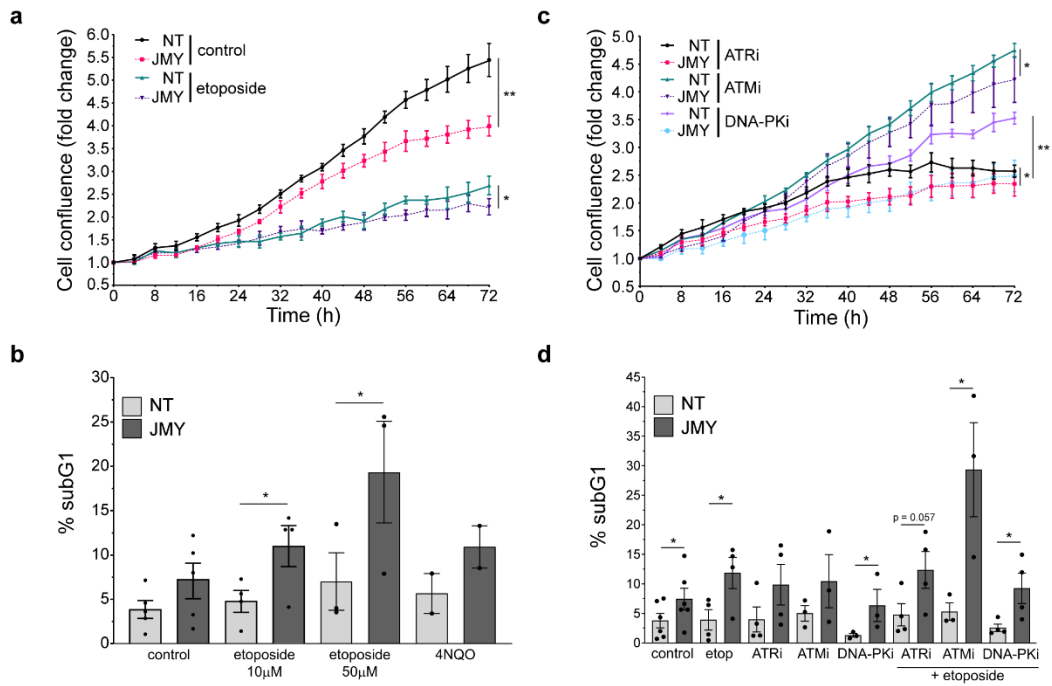 a
NT
JMY
control
NT
JMY
etoposide
Cell confluence (fold change)
6.0
5.5
5.0
4.5
4.0
3.5
3.0
2.5
2.0
1.5
1.0
0.5
**
*
0 8 16 24 32 40 48 56 64 72
Time (h)
c
NT
JMY
ATRi
NT
JMY
ATMi
NT
JMY
DNA-PKi
Cell confluence (fold change)
5.0
4.5
4.0
3.5
3.0
2.5
2.0
1.5
1.0
0.5
*
**
*
0 8 16 24 32 40 48 56 64 72
Time (h)
b
NT
JMY
% subG1
30
25
20
15
10
5
0
*
*
control
etoposide
10µM
etoposide
50µM
4NQO
d
NT
JMY
% subG1
45
40
35
30
25
20
15
10
5
0
*
*
*
p = 0.057
*
*
control etop ATRi ATMi DNA-PKi ATRi ATMi DNA-PKi
+ etoposide